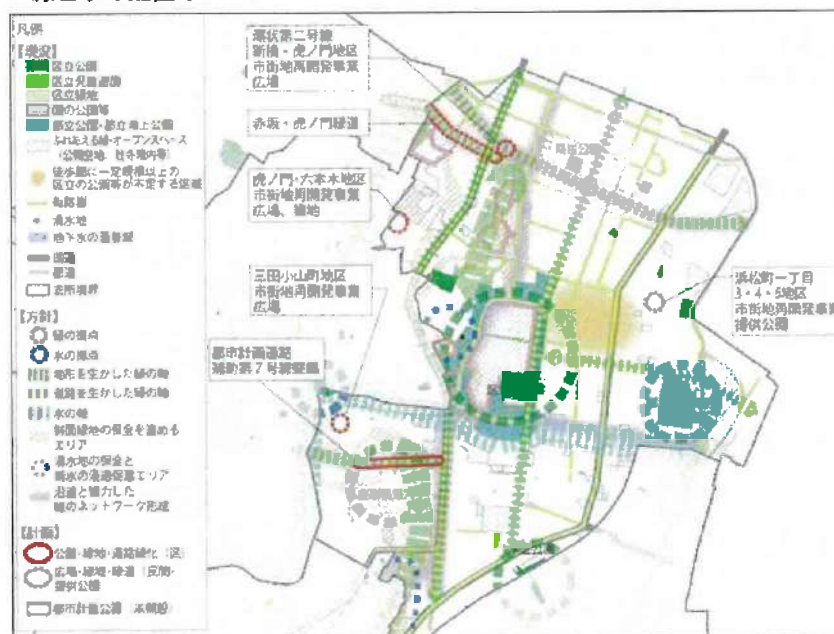 凡例
【現況】
区立公園
区立児童遊園
区立緑地
国の公園等
都立公園・都立海上公園
ふれあえる緑・オープンスペース
（公開空地、社寺境内等）
徒歩圏に一定規模以上の
区立の公園等が不足する区域
街路樹
湧水地
国道
都道
【方針】
緑の拠点
水の拠点
地形を生かした緑の軸
道路を生かした緑の軸
水の軸
斜面緑地の保全を進める
エリア
湧水地の保全と
雨水の浸透促進エリア
沿道と協力した
緑のネットワーク形成
【計画】
公園・緑地・道路緑化（区）
広場・緑地・緑道（民間・
提供公園
都市計画公園（未開設）
環状第二号線
新橋・虎ノ門地区
市街地再開発事業
広場
赤坂・虎ノ門緑道
虎ノ門・六本木地区
市街地再開発事業
広場、緑地
三田小山町地区
市街地再開発事業
広場
都市計画道路
補助第7号線整備
浜松町一丁目
3・4・5地区
市街地再開発事業
提供公園